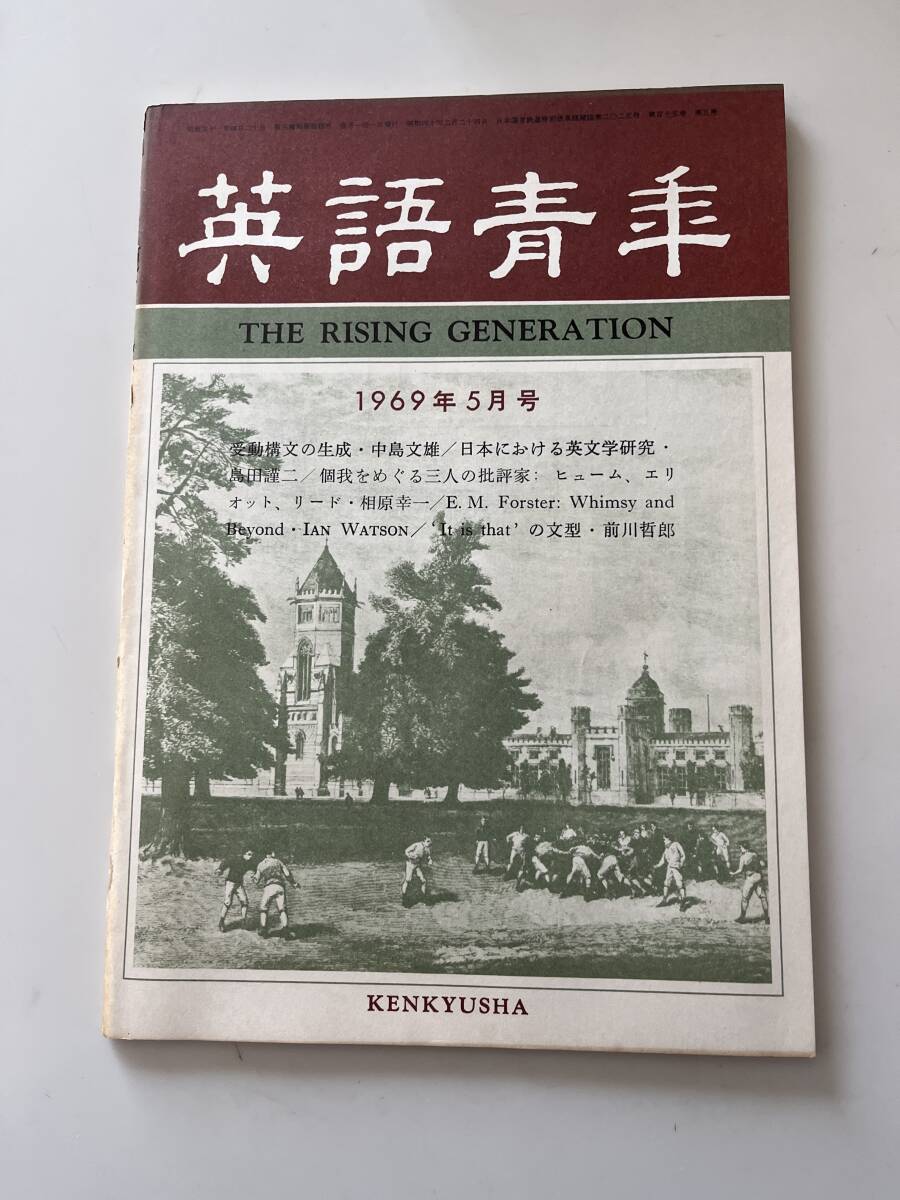 英語青年
THE RISING GENERATION
1969年5月号
受動構文の生成・中島文雄/日本における英文学研究・
島田謹二/個我をめぐる三人の批評家: ヒューム、エリ
オット、リード・相原幸一/E. M. Forster: Whimsy and
Beyond・IAN WATSON/‘It is that’ の文型・前川哲郎
KENKYUSHA